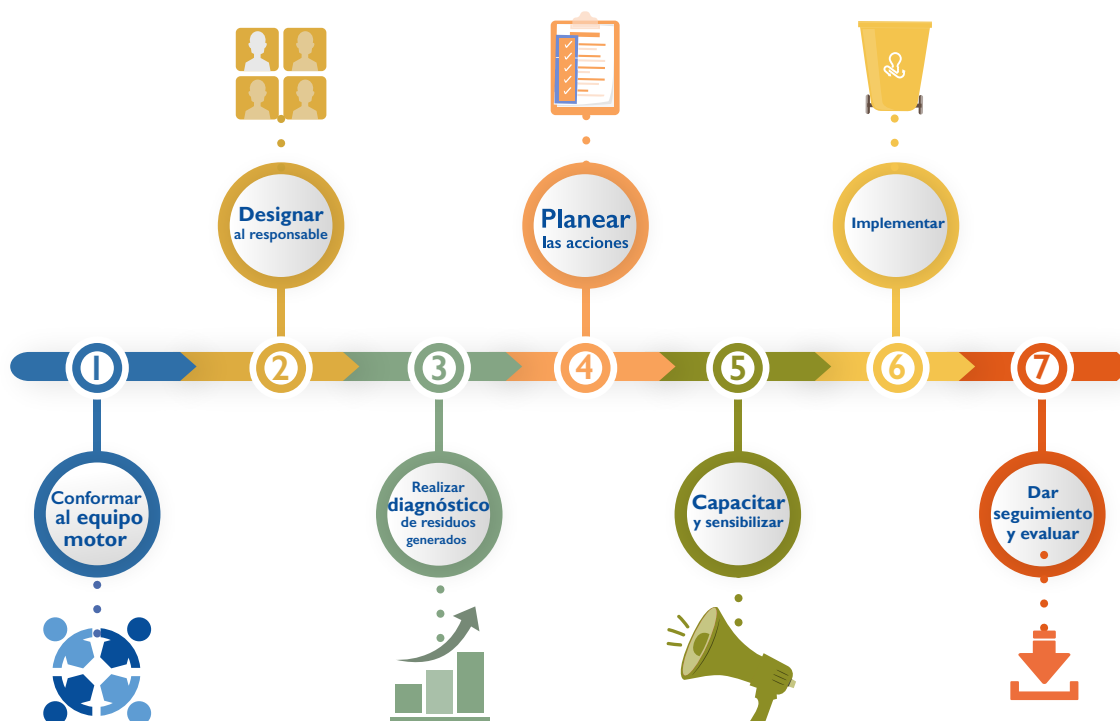 1
Conformar
al equipo
motor
2
Designar
al responsable
3
Realizar
diagnóstico
de residuos
generados
4
Planear
las acciones
5
Capacitar
y sensibilizar
6
Implementar
7
Dar
seguimiento
y evaluar